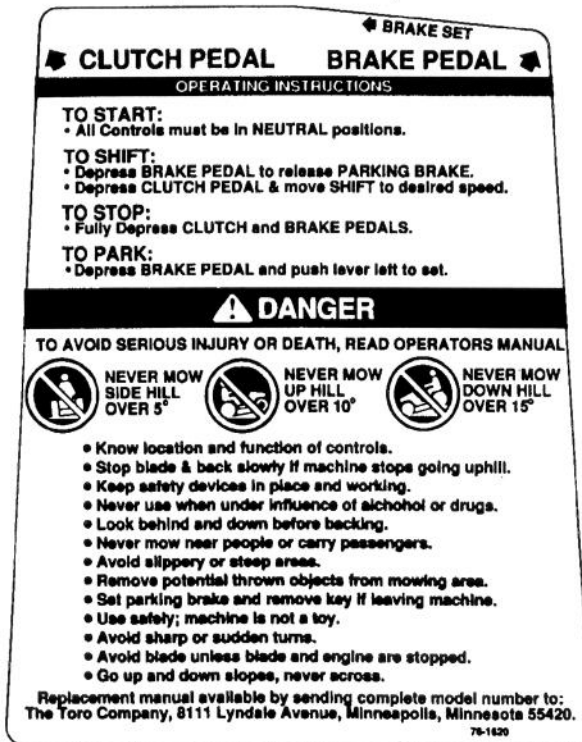 BRAKE SET
CLUTCH PEDAL BRAKE PEDAL
OPERATING INSTRUCTIONS
TO START:
• All Controls must be in NEUTRAL positions.
TO SHIFT:
• Depress BRAKE PEDAL to release PARKING BRAKE.
• Depress CLUTCH PEDAL & move SHIFT to desired speed.
TO STOP:
• Fully Depress CLUTCH and BRAKE PEDALS.
TO PARK:
• Depress BRAKE PEDAL and push lever left to set.
DANGER
TO AVOID SERIOUS INJURY OR DEATH, READ OPERATORS MANUAL
NEVER MOW
SIDE HILL
OVER 5°
NEVER MOW
UP HILL
OVER 10°
NEVER MOW
DOWN HILL
OVER 15°
• Know location and function of controls.
• Stop blade & back slowly if machine stops going uphill.
• Keep safety devices in place and working.
• Never use when under influence of alchohol or drugs.
• Look behind and down before backing.
• Never mow near people or carry passengers.
• Avoid slippery or steep areas.
• Remove potential thrown objects from mowing area.
• Set parking brake and remove key if leaving machine.
• Use safely; machine is not a toy.
• Avoid sharp or sudden turns.
• Avoid blade unless blade and engine are stopped.
• Go up and down slopes, never across.
Replacement manual available by sending complete model number to:
The Toro Company, 8111 Lyndale Avenue, Minneapolis, Minnesota 55420.
76-1620